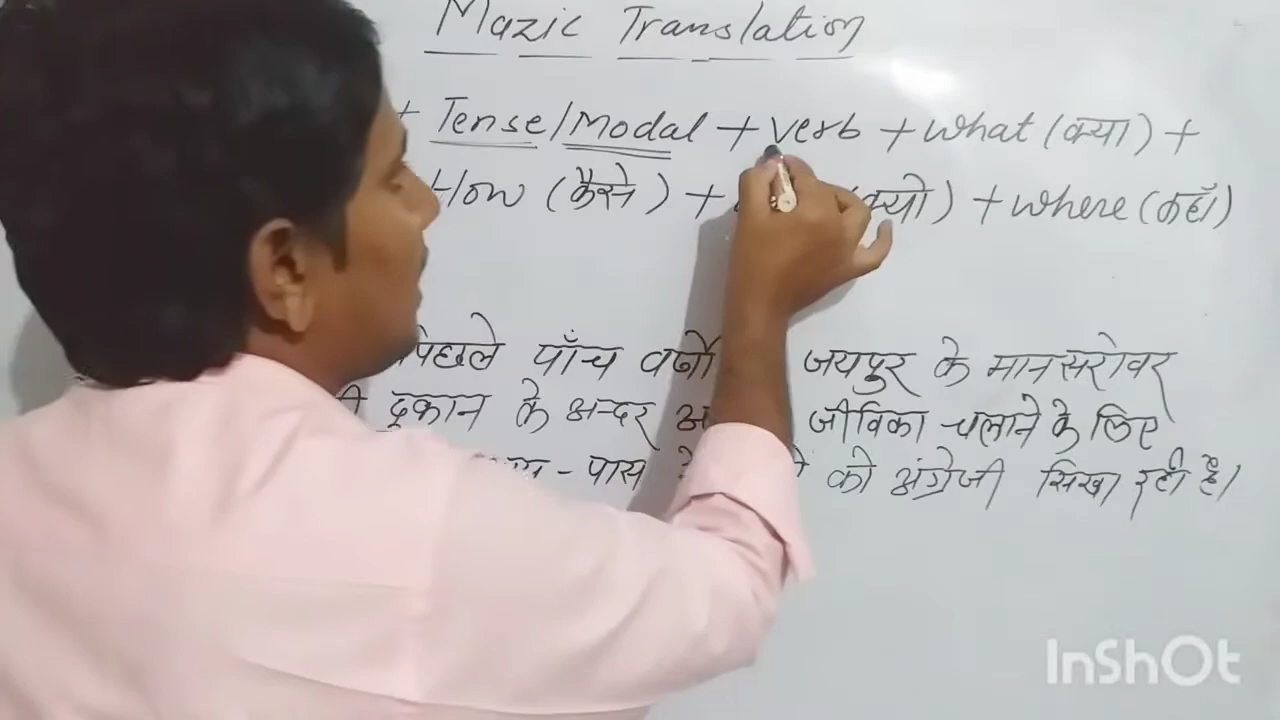 Mazic Translation
+ Tense/Modal + verb + what (क्या) +
How (कैसे) + (क्यो) + where (कहाँ)
पिछले पाँच वर्षो जयपुर के मानसरोवर
दूकान के अन्दर जीविका चलाने के लिए
- पास को अंग्रेजी सिखा रही है।
InShOt